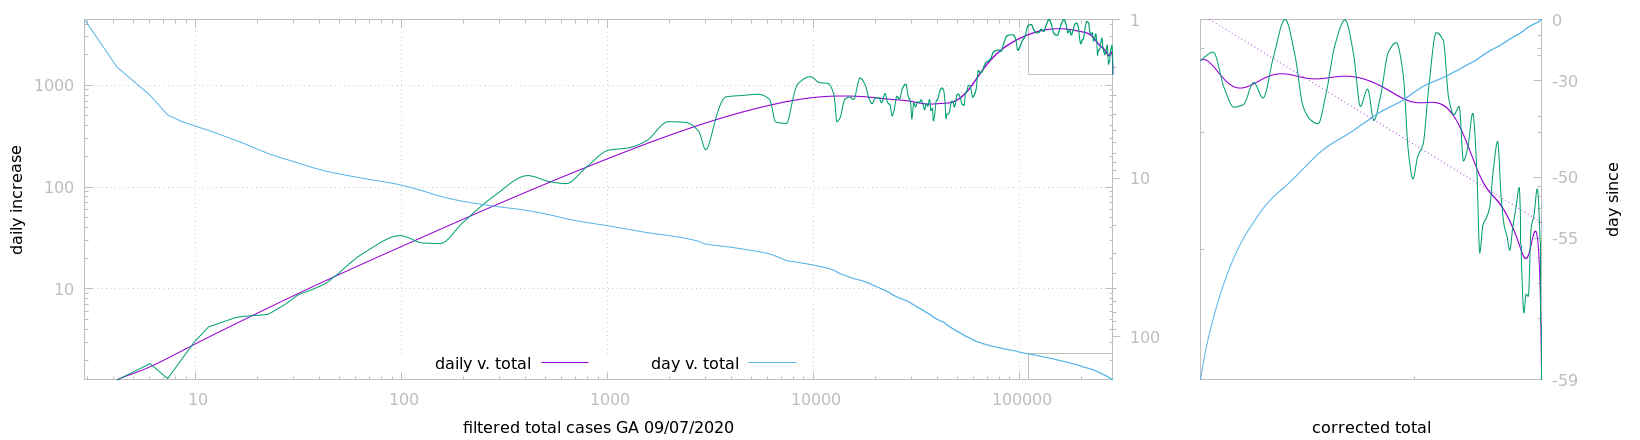 daily increase
1000
100
10
10
100
1000
10000
100000
1
10
100
daily v. total
day v. total
filtered total cases GA 09/07/2020
0
-30
-50
-55
-59
day since
corrected total